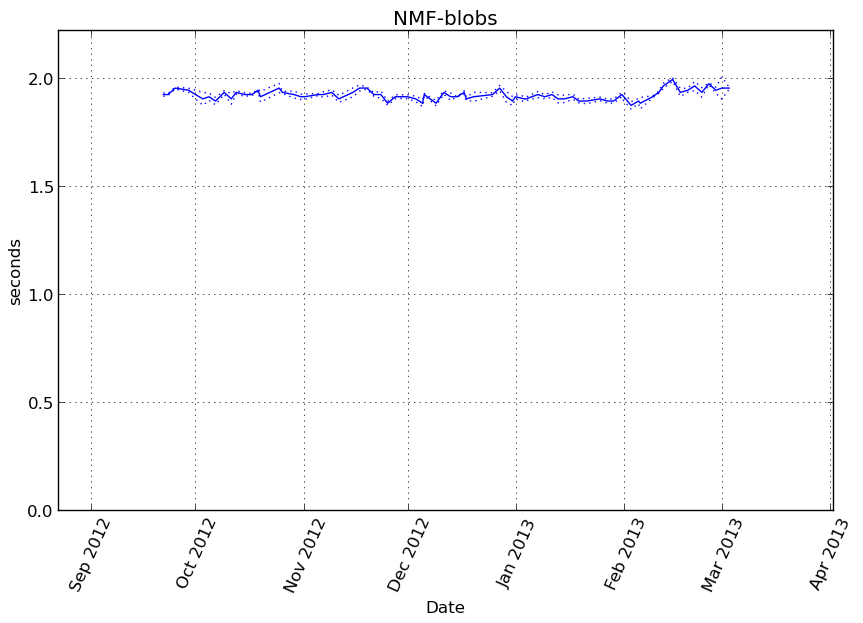 NMF-blobs
2.0
1.5
1.0
0.5
0.0
seconds
Sep 2012
Oct 2012
Nov 2012
Dec 2012
Jan 2013
Feb 2013
Mar 2013
Apr 2013
Date